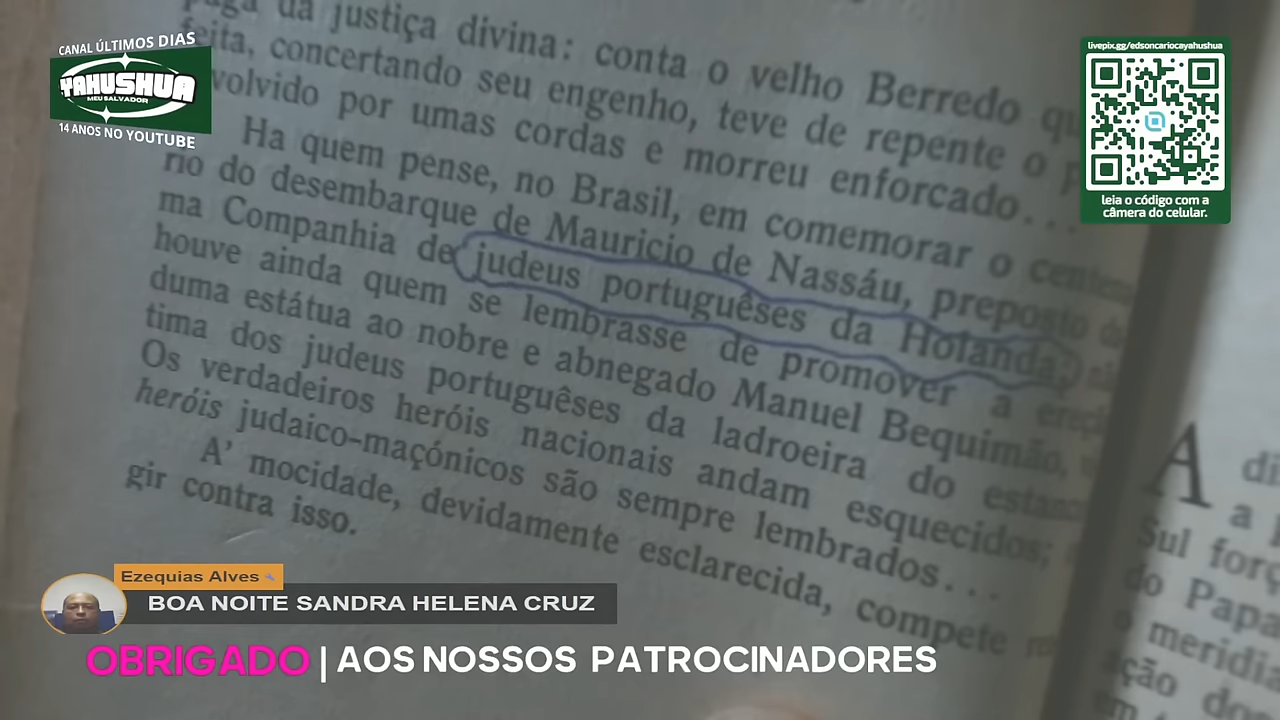 CANAL ÚLTIMOS DIAS
YAHUSHUA
MEU SALVADOR
14 ANOS NO YOUTUBE
livepix.gg/edsoncariocayahushua
leia o código com a
câmera do celular.
da justiça divina: conta o velho Berredo
feita, concertando seu engenho, teve de repente o
volvido por umas cordas e morreu enforcado...
Ha quem pense, no Brasil, em comemorar o
rio do desembarque de Mauricio de Nassáu, preposto
ma Companhia de judeus portuguêses da Holanda;
houve ainda quem se lembrasse de promover a
duma estátua ao nobre e abnegado Manuel Bequimão,
tima dos judeus portuguêses da ladroeira do
Os verdadeiros heróis nacionais andam esquecidos;
heróis judaico-maçónicos são sempre lembrados...
A' mocidade, devidamente esclarecida, compete
gir contra isso.
A
a
Sul
do Papa
o
em
Ezequias Alves
BOA NOITE SANDRA HELENA CRUZ
OBRIGADO | AOS NOSSOS PATROCINADORES